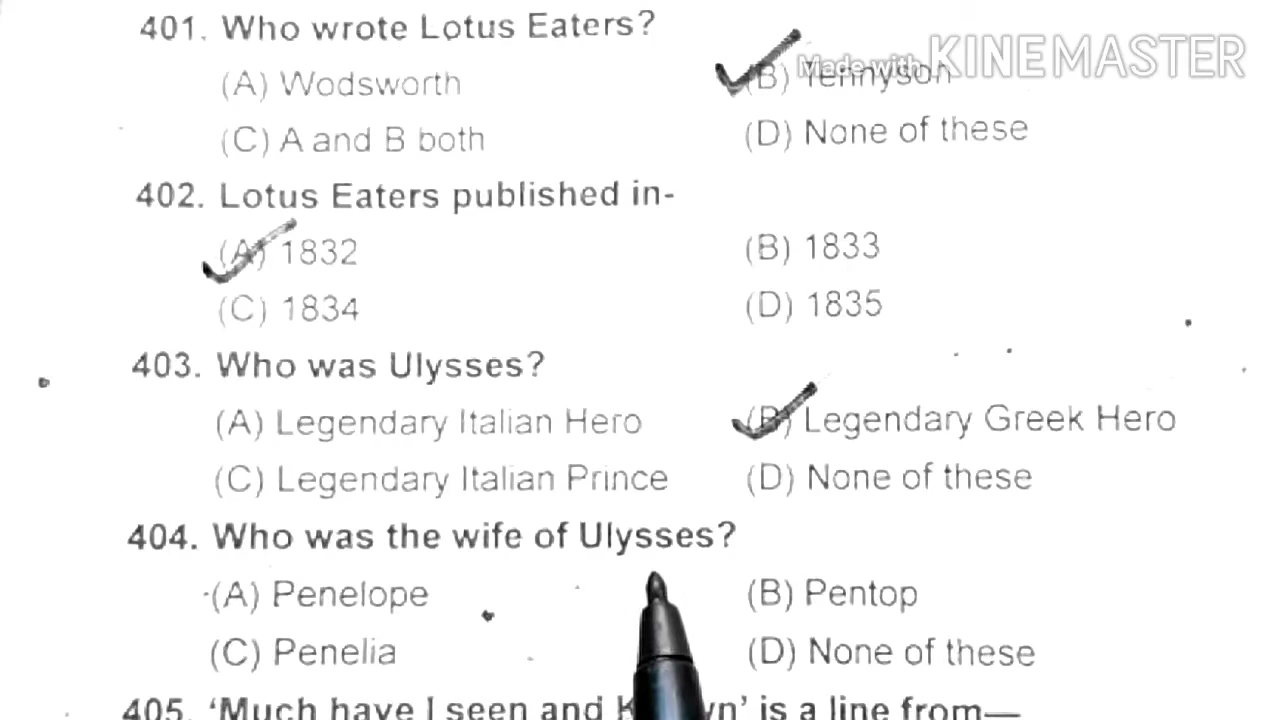 401. Who wrote Lotus Eaters?
Made with KINEMASTER
(A) Wodsworth (B) Tennyson
(C) A and B both (D) None of these
402. Lotus Eaters published in-
(A) 1832 (B) 1833
(C) 1834 (D) 1835
403. Who was Ulysses?
(A) Legendary Italian Hero (B) Legendary Greek Hero
(C) Legendary Italian Prince (D) None of these
404. Who was the wife of Ulysses?
(A) Penelope (B) Pentop
(C) Penelia (D) None of these
405. 'Much have I seen and is a line from—